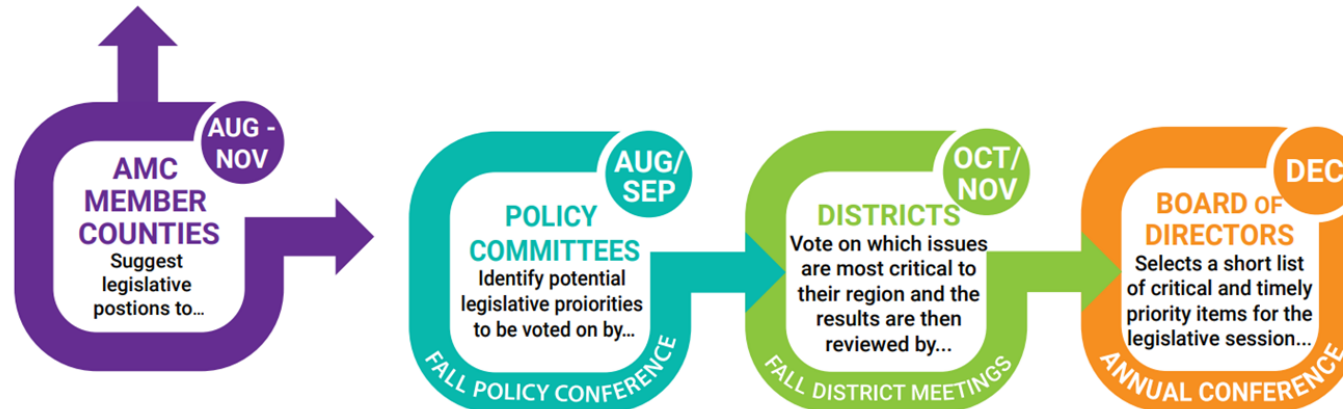 AUG -
NOV
AMC
MEMBER
COUNTIES
Suggest
legislative
postions to...
AUG/
SEP
POLICY
COMMITTEES
Identify potential
legislative proiorities
to be voted on by...
FALL POLICY CONFERENCE
OCT/
NOV
DISTRICTS
Vote on which issues
are most critical to
their region and the
results are then
reviewed by...
FALL DISTRICT MEETINGS
DEC
BOARD OF
DIRECTORS
Selects a short list
of critical and timely
priority items for the
legislative session...
ANNUAL CONFERENCE